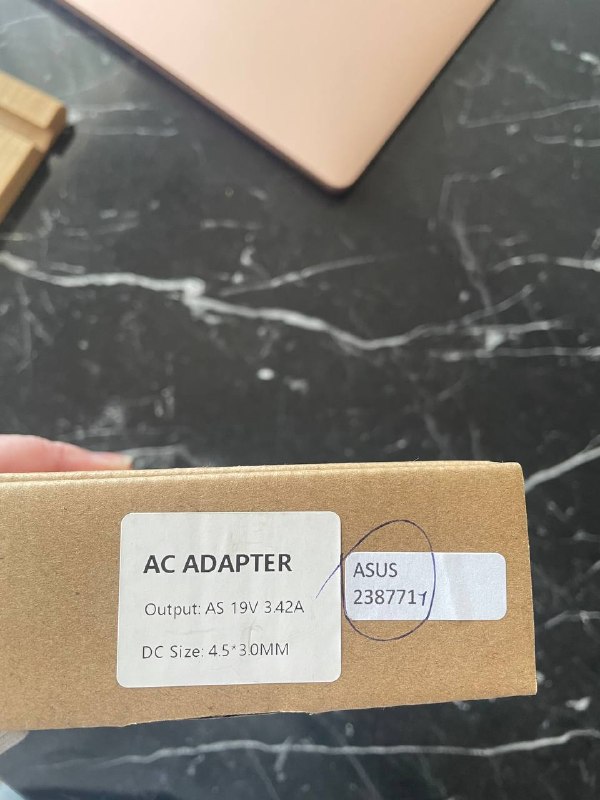 AC ADAPTER
Output: AS 19V 3.42A
DC Size: 4.5*3.0MM
ASUS
2387711